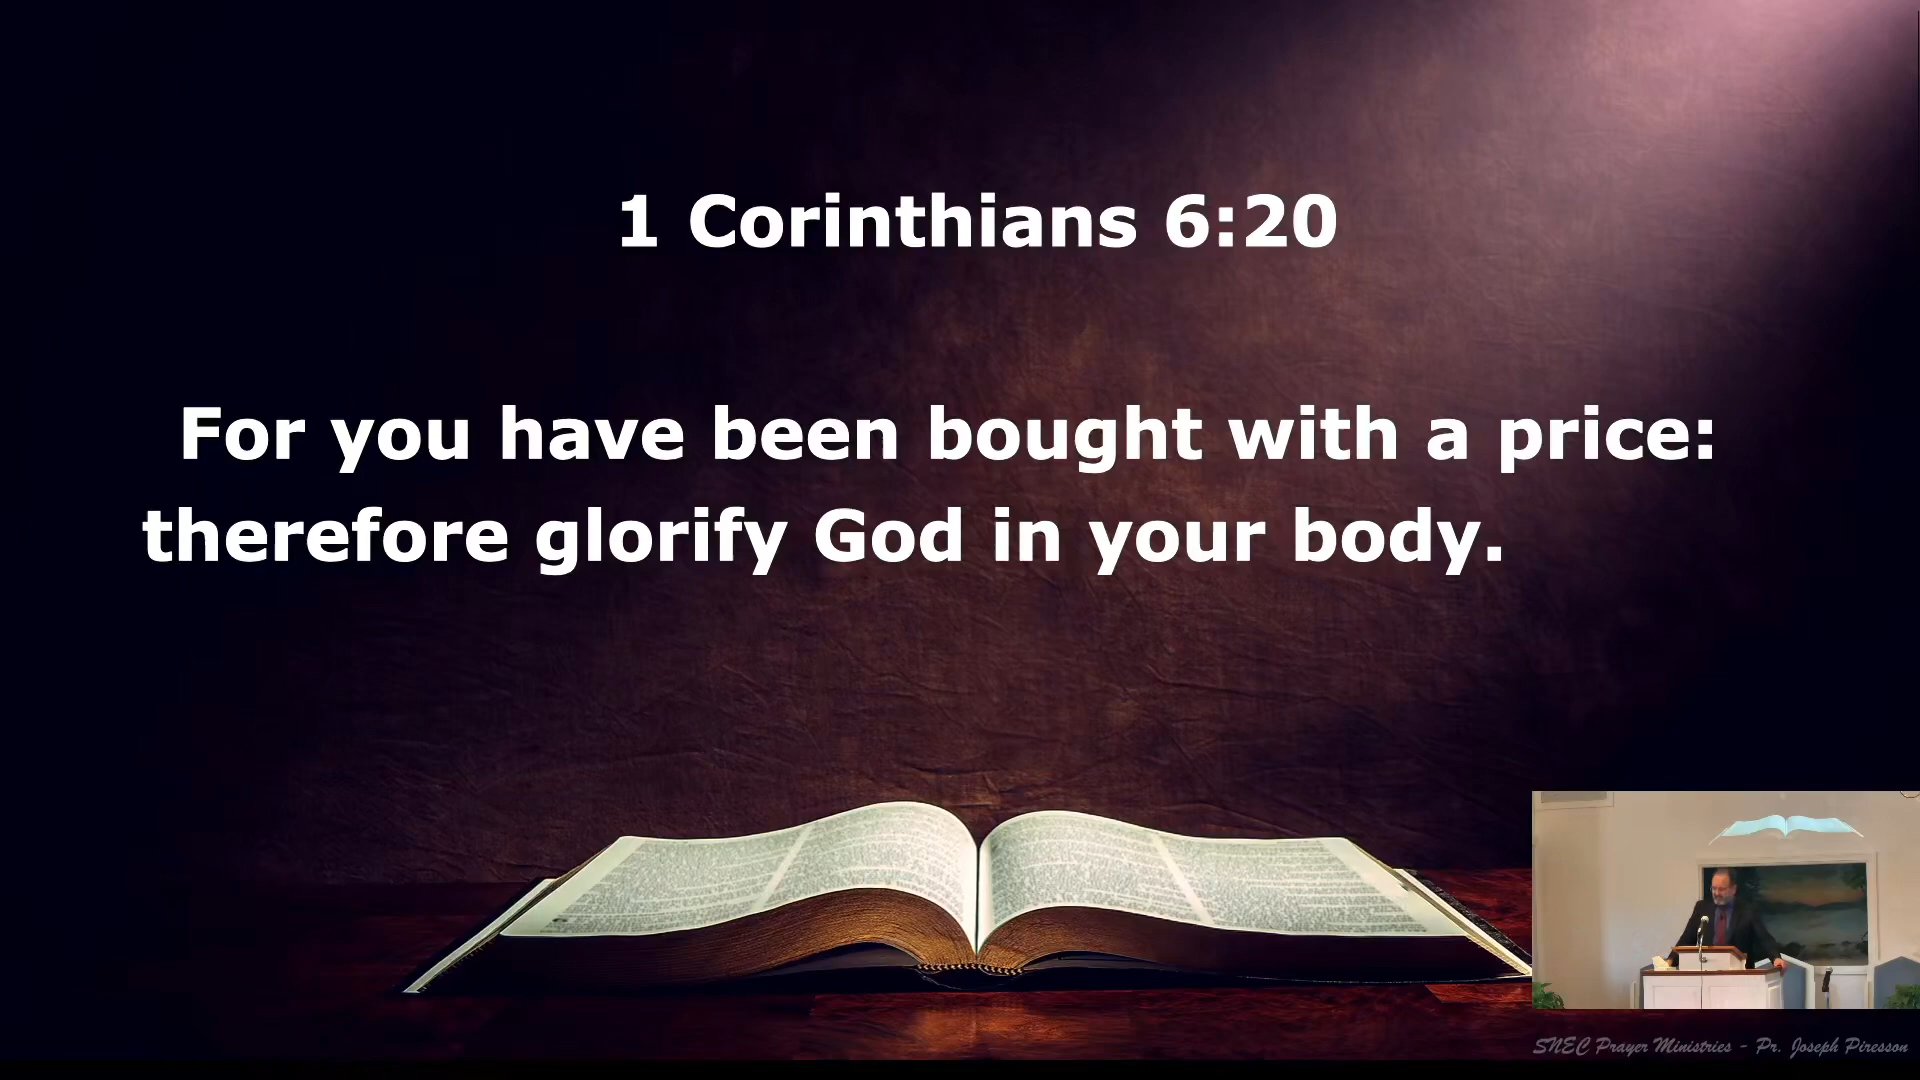 1 Corinthians 6:20
For you have been bought with a price:
therefore glorify God in your body.
SNEC Prayer Ministries - Pr. Joseph Piresson